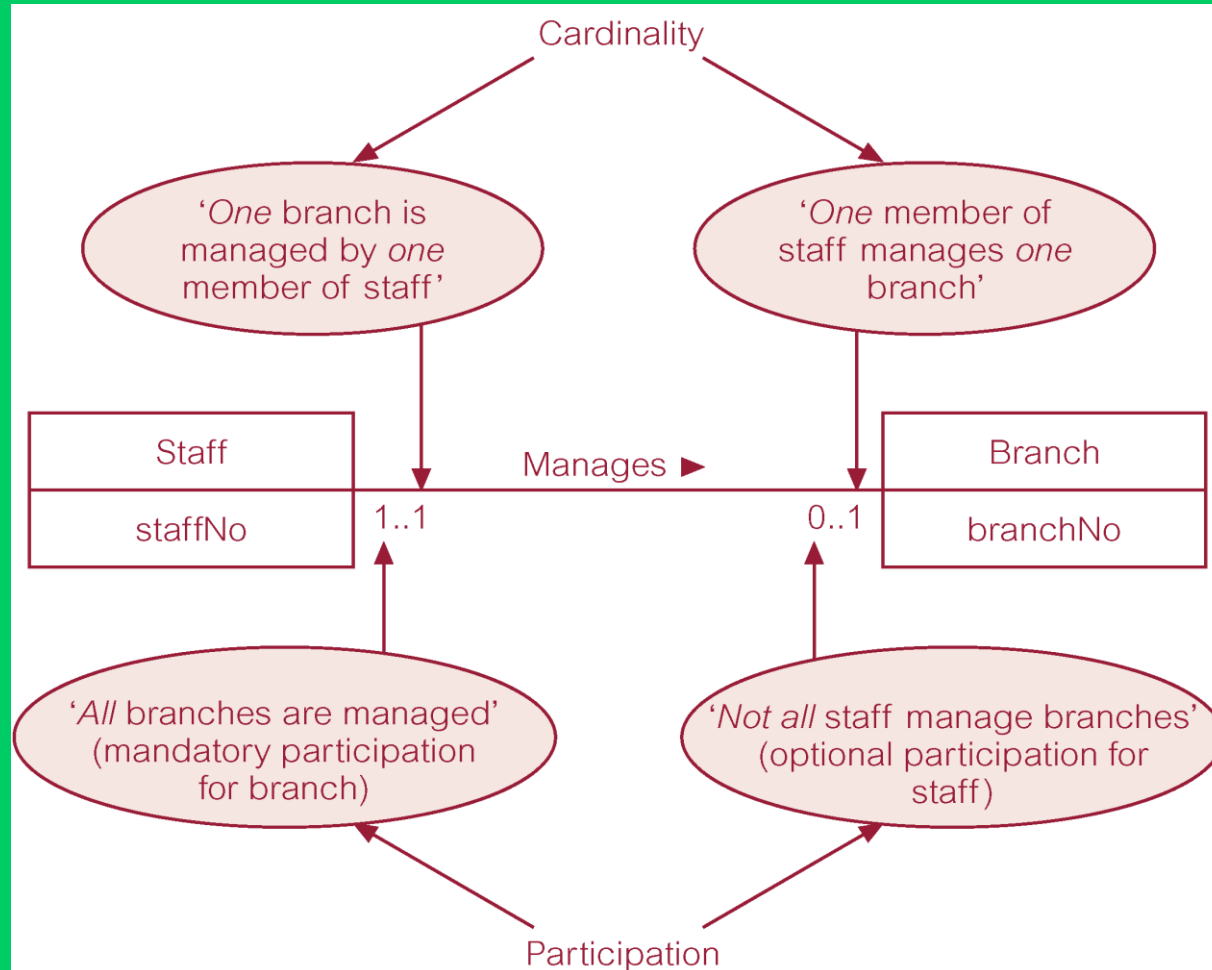 Cardinality
‘One branch is
managed by one
member of staff’
‘One member of
staff manages one
branch’
Staff
staffNo
Manages ►
1..1
0..1
Branch
branchNo
‘All branches are managed’
(mandatory participation
for branch)
‘Not all staff manage branches’
(optional participation for
staff)
Participation